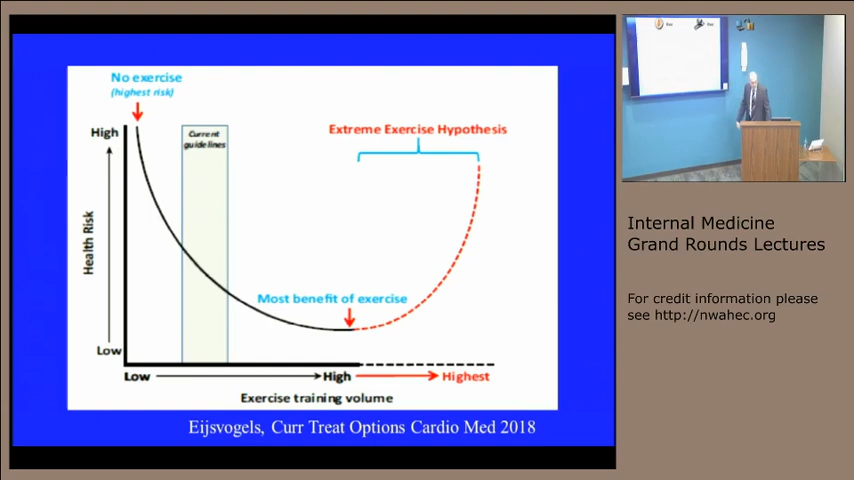 No exercise
(highest risk)
High
Current
guidelines
Extreme Exercise Hypothesis
Health Risk
Most benefit of exercise
Low
Low
High
Highest
Exercise training volume
Eijsvogels, Curr Treat Options Cardio Med 2018
Internal Medicine
Grand Rounds Lectures
For credit information please
see http://nwahec.org